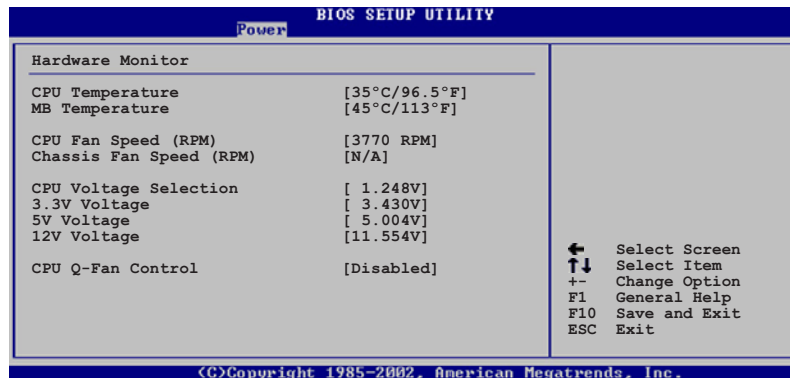 BIOS SETUP UTILITY
Power
Hardware Monitor
CPU Temperature [35°C/96.5°F]
MB Temperature [45°C/113°F]
CPU Fan Speed (RPM) [3770 RPM]
Chassis Fan Speed (RPM) [N/A]
CPU Voltage Selection [ 1.248V]
3.3V Voltage [ 3.430V]
5V Voltage [ 5.004V]
12V Voltage [11.554V]
CPU Q-Fan Control [Disabled]
← Select Screen
↑↓ Select Item
+- Change Option
F1 General Help
F10 Save and Exit
ESC Exit
(C)Copyright 1985-2002, American Megatrends, Inc.